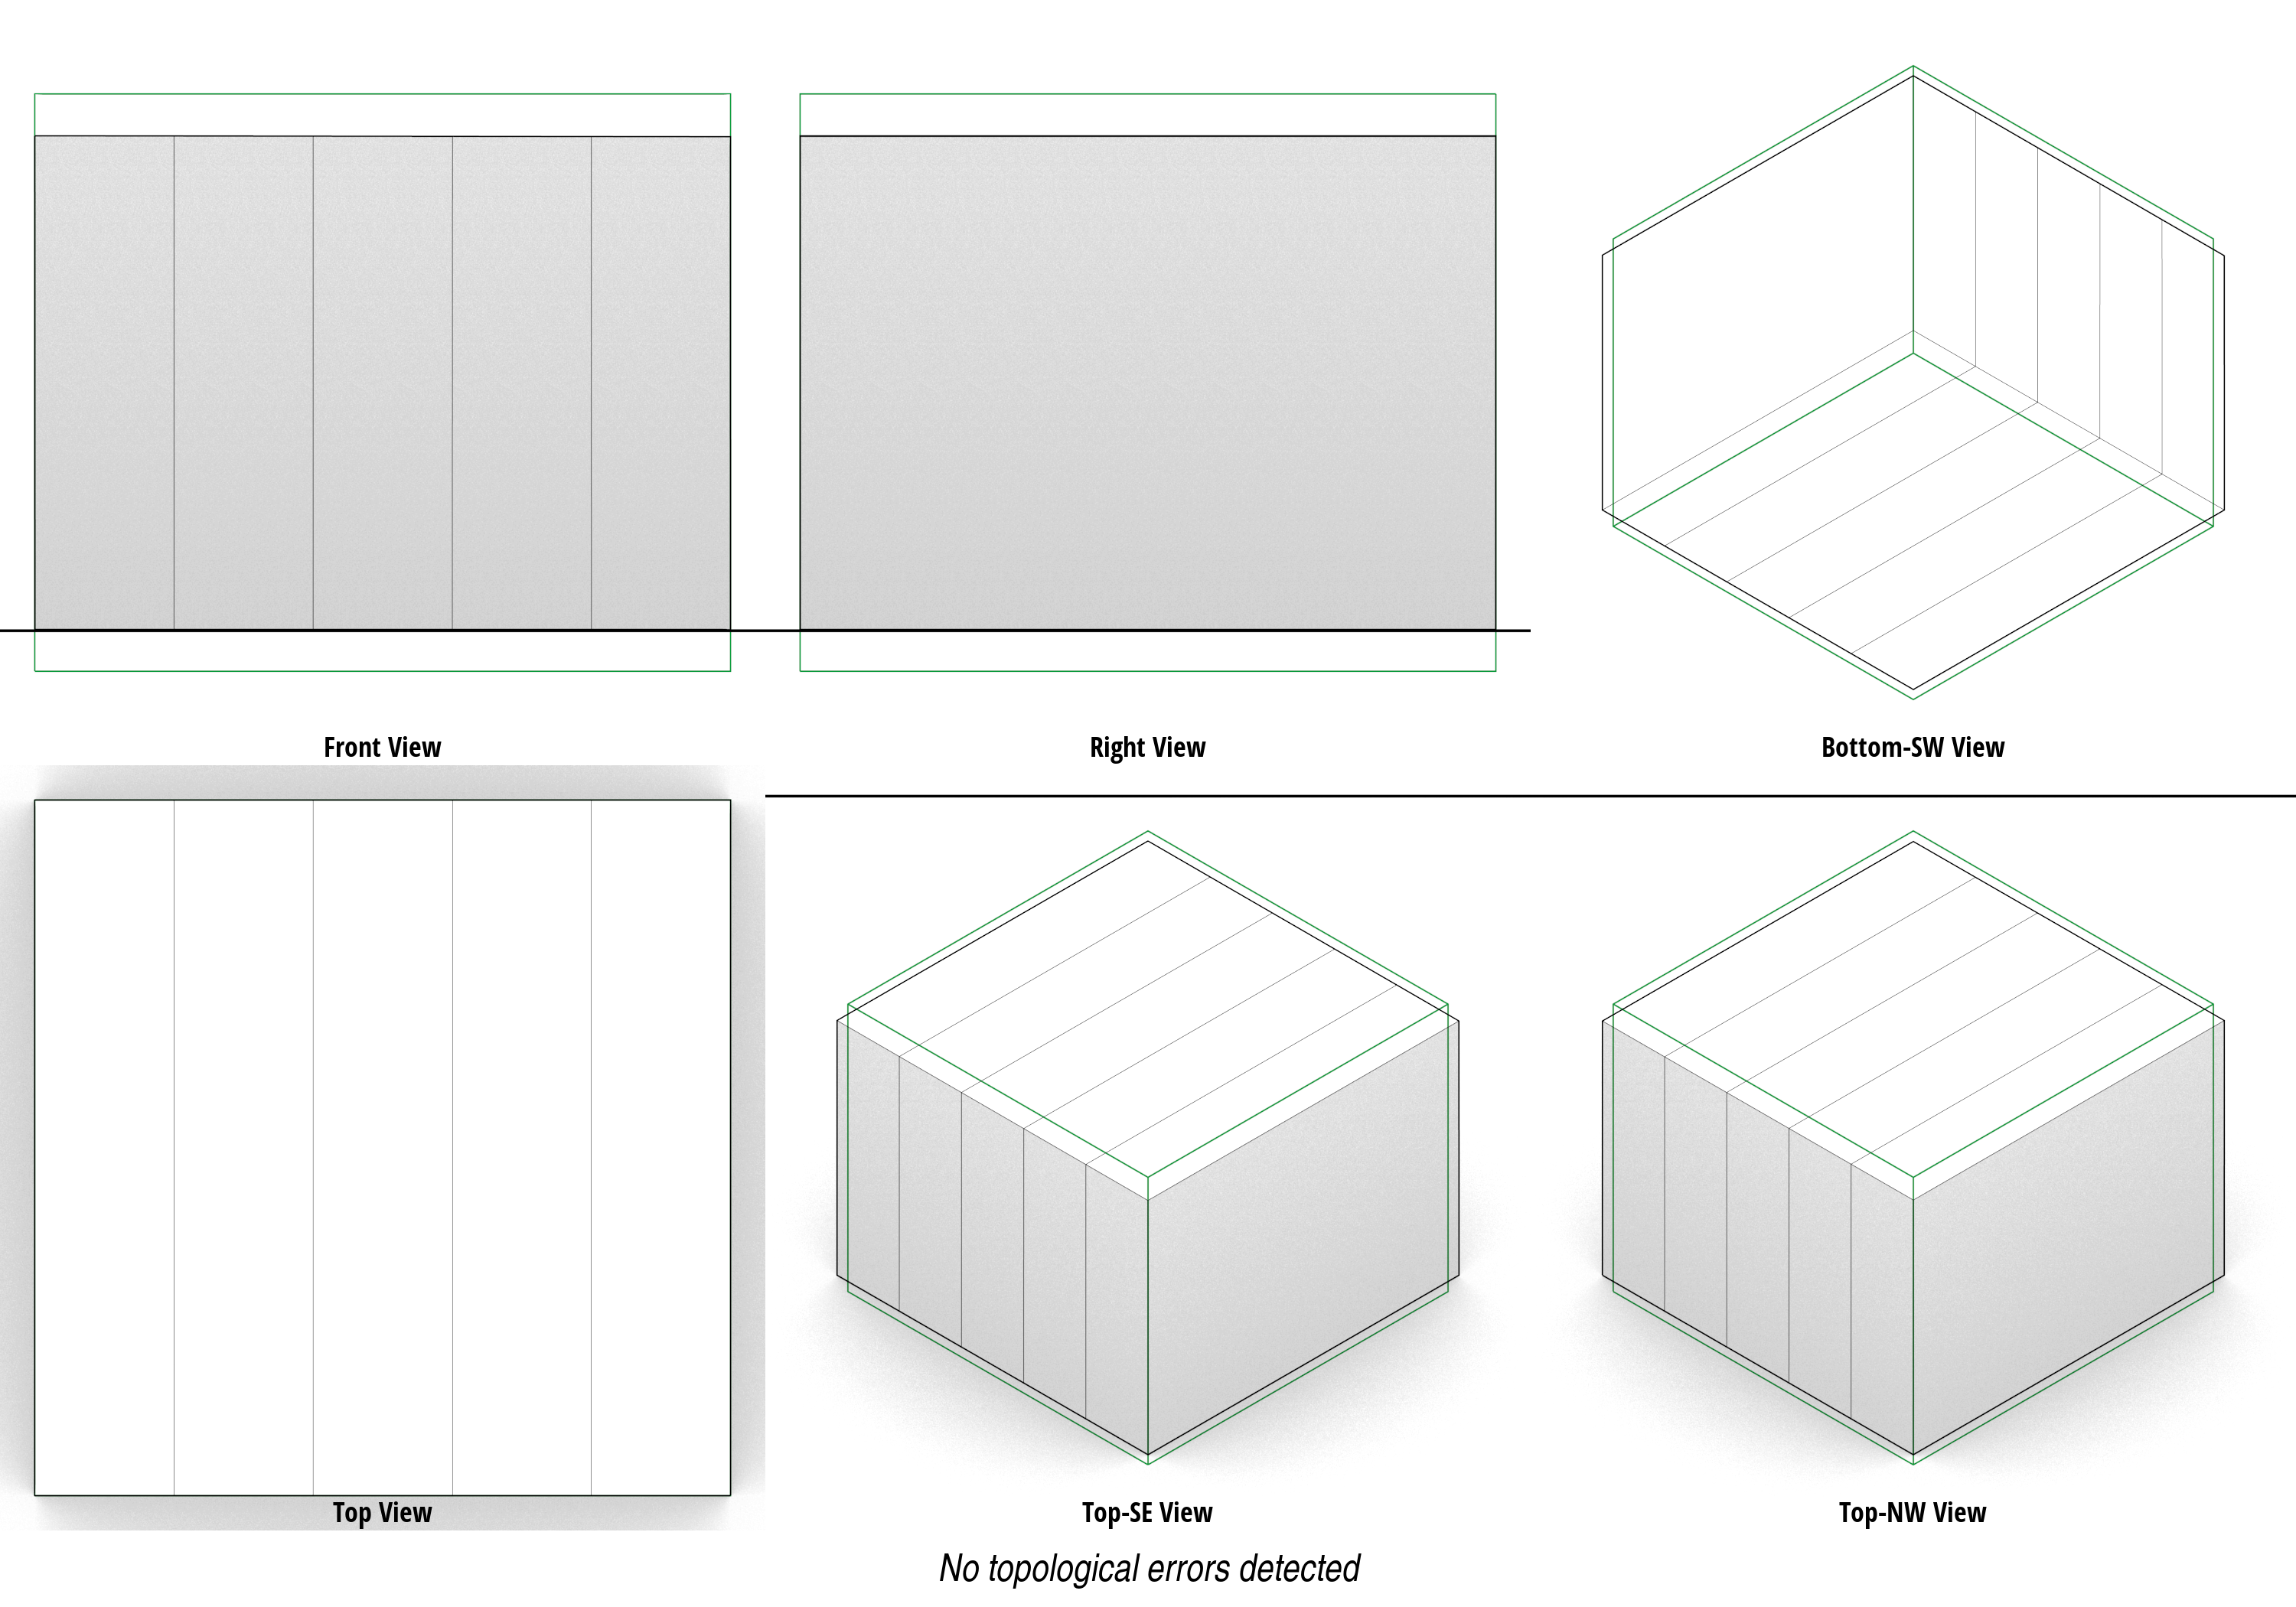 Front View
Right View
Bottom-SW View
Top View
Top-SE View
Top-NW View
No topological errors detected